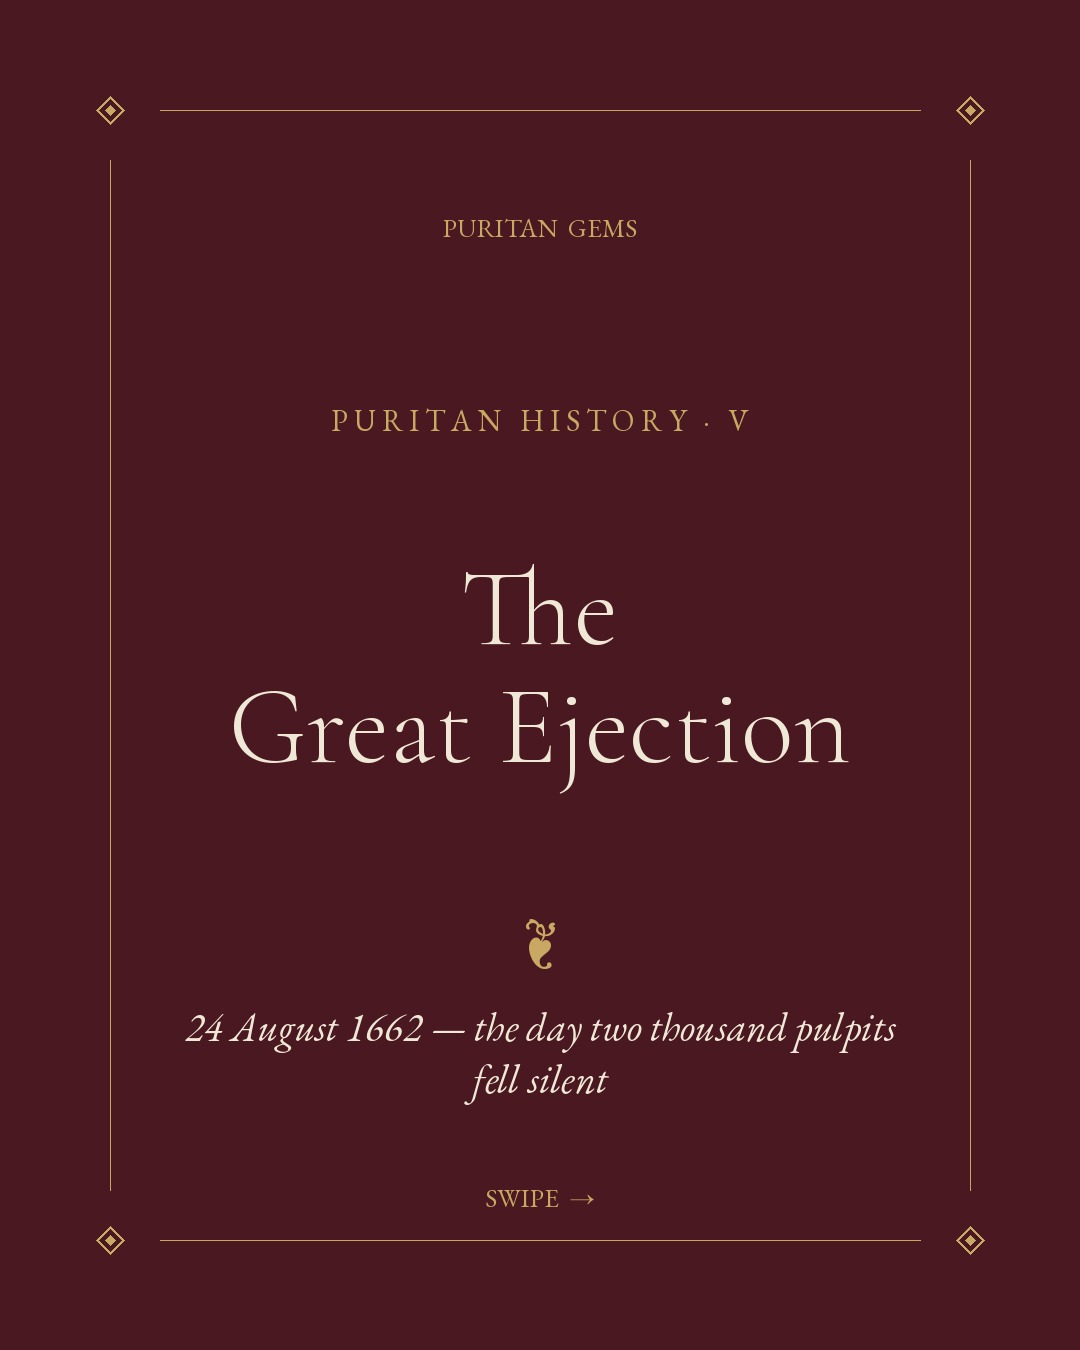 PURITAN GEMS
PURITAN HISTORY · V
The
Great Ejection
❦
24 August 1662 — the day two thousand pulpits
fell silent
SWIPE →